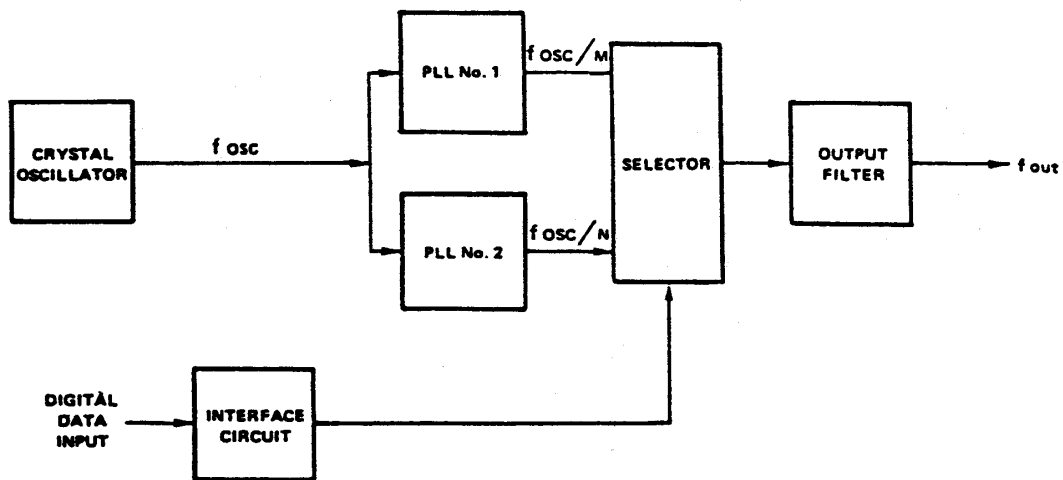 PLL No. 1
f OSC/M
CRYSTAL
OSCILLATOR
f OSC
SELECTOR
OUTPUT
FILTER
f out
PLL No. 2
f OSC/N
DIGITAL
DATA
INPUT
INTERFACE
CIRCUIT